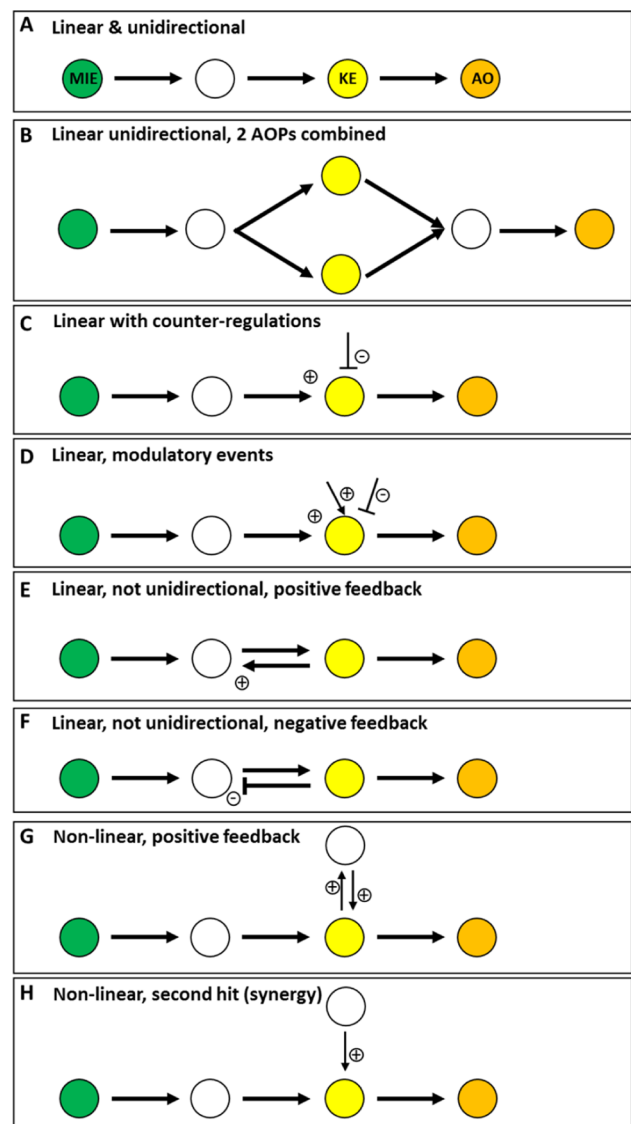 A Linear & unidirectional
MIE KE AO
B Linear unidirectional, 2 AOPs combined
C Linear with counter-regulations
-
+
D Linear, modulatory events
+ -
+
E Linear, not unidirectional, positive feedback
+
F Linear, not unidirectional, negative feedback
-
G Non-linear, positive feedback
+ +
H Non-linear, second hit (synergy)
+